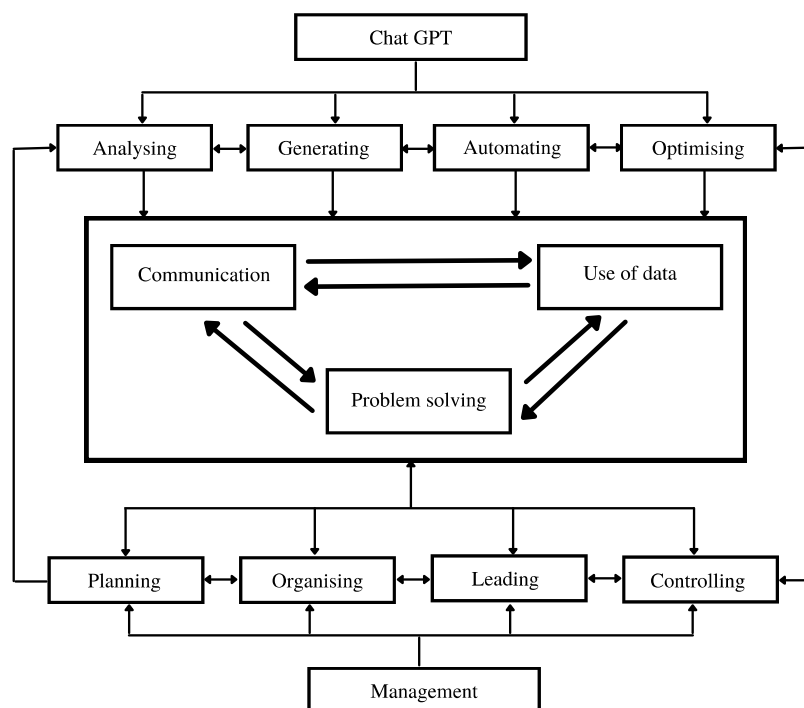 Chat GPT
Analysing
Generating
Automating
Optimising
Communication
Use of data
Problem solving
Planning
Organising
Leading
Controlling
Management